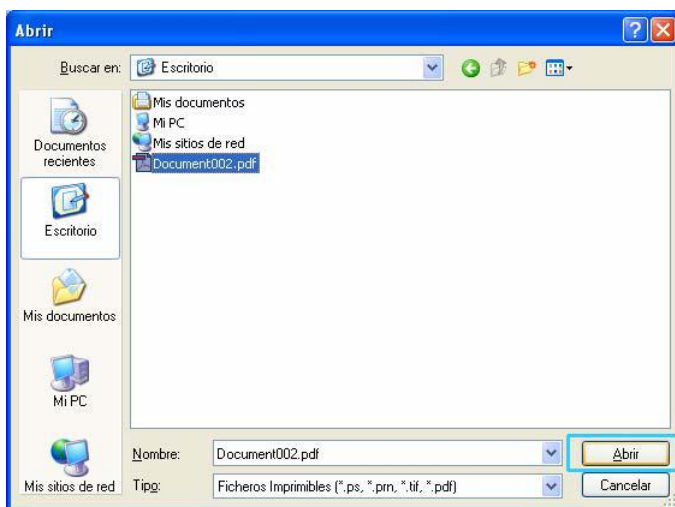 Abrir
Buscar en:
Escritorio
Documentos
recientes
Escritorio
Mis documentos
Mi PC
Mis sitios de red
Mis documentos
Mi PC
Mis sitios de red
Document002.pdf
Nombre:
Document002.pdf
Abrir
Tipo:
Ficheros Imprimibles (*.ps, *.prn, *.tif, *.pdf)
Cancelar